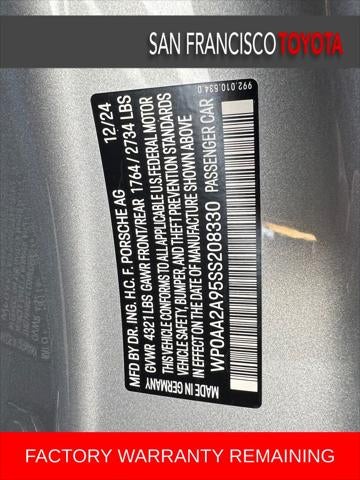 SAN FRANCISCO TOYOTA
992.010.534.0
MFD BY DR. ING. H.C. F. PORSCHE AG 12/24
GVWR 4321 LBS GAWR FRONT/REAR 1764 / 2734 LBS
THIS VEHICLE CONFORMS TO ALL APPLICABLE U.S. FEDERAL MOTOR
VEHICLE SAFETY, BUMPER, AND THEFT PREVENTION STANDARDS
IN EFFECT ON THE DATE OF MANUFACTURE SHOWN ABOVE
WP0AA2A95SS208330 PASSENGER CAR
MADE IN GERMANY
FACTORY WARRANTY REMAINING